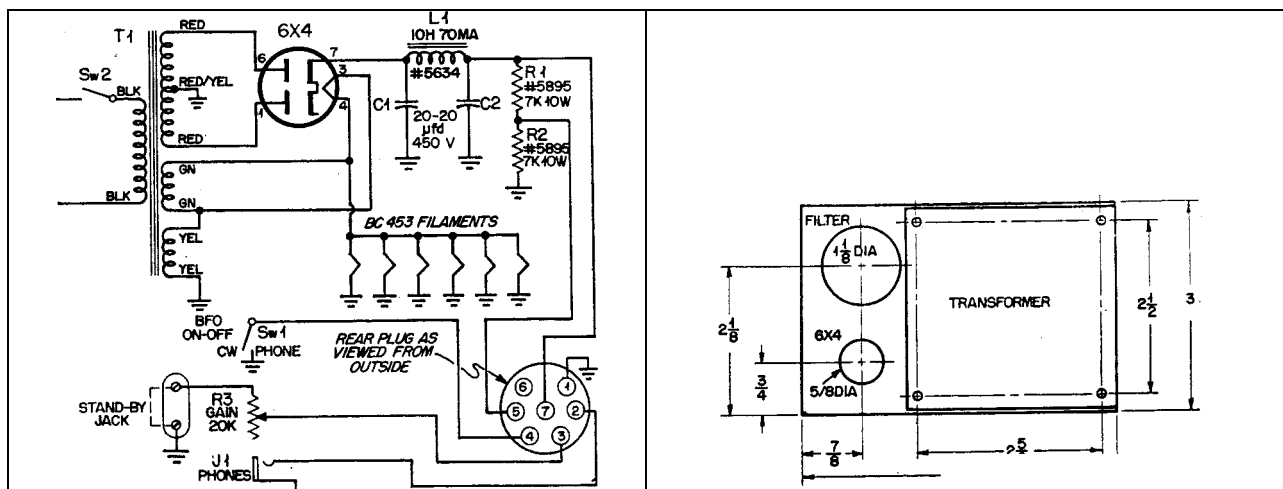 T1
RED
6X4
L1
10H 70MA
Sw2
BLK
6
7
RED/YEL
3
#5634
R1
#5895
7K 10W
1
4
C1
C2
20-20
μfd
450 V
RED
R2
#5895
7K 10W
GN
BLK
GN
BC 453 FILAMENTS
YEL
YEL
BFO
ON-OFF
Sw1
CW
PHONE
REAR PLUG AS
VIEWED FROM
OUTSIDE
1
6
5
7
2
4
3
STAND-BY
JACK
R3
GAIN
20K
J1
PHONES
FILTER
1 1/8 DIA
TRANSFORMER
2 1/2
3
2 1/8
6X4
3/4
5/8 DIA
7/8